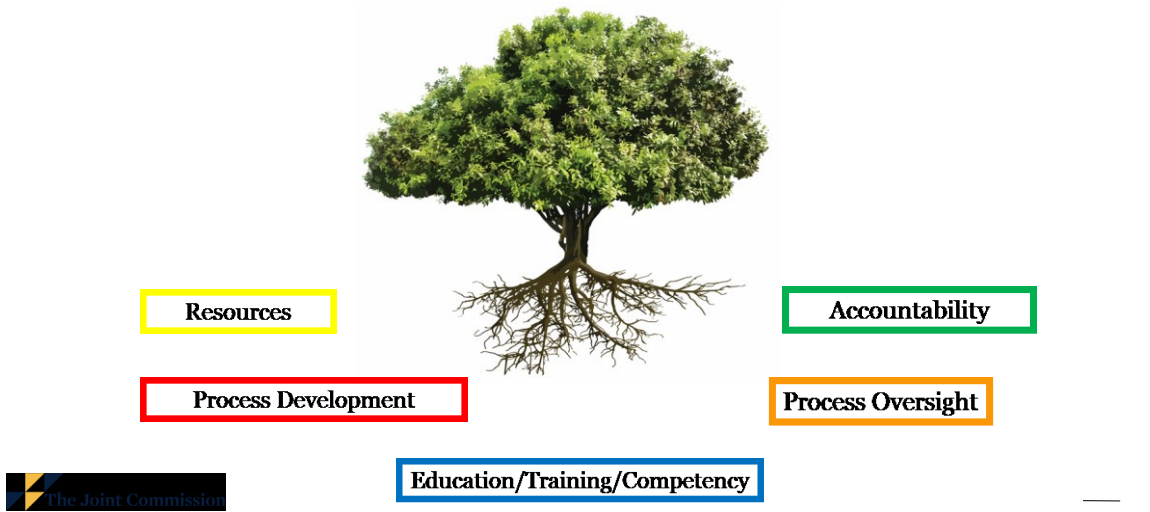 Resources
Accountability
Process Development
Process Oversight
Education/Training/Competency
The Joint Commission